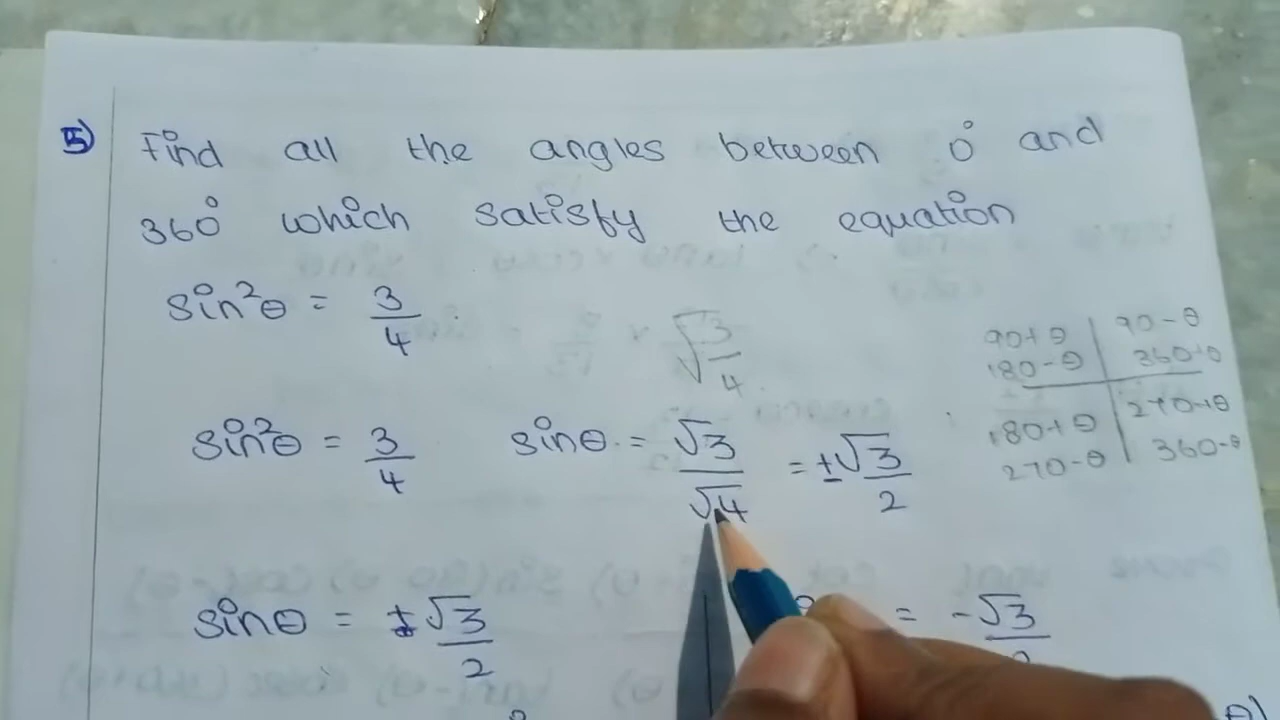 5) Find all the angles between 0° and
360° which satisfy the equation
sin²θ = 3/4
√3/4
90+θ | 90-θ
180-θ | 360+θ
180+θ | 270+θ
270-θ | 360-θ
sin²θ = 3/4 sinθ = √3/√4 = ±√3/2
sinθ = ±√3/2 = -√3/2